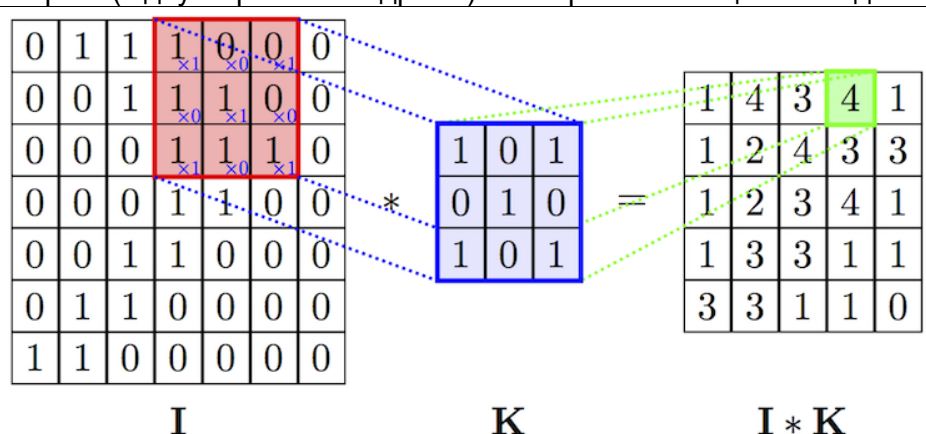 0 1 1 1 0 0 0
×1 ×0 ×1
0 0 1 1 1 0 0 1 4 3 4 1
×0 ×1 ×0
0 0 0 1 1 1 0 1 0 1 1 2 4 3 3
×1 ×0 ×1
0 0 0 1 1 0 0 * 0 1 0 = 1 2 3 4 1
0 0 1 1 0 0 0 1 0 1 1 3 3 1 1
0 1 1 0 0 0 0 3 3 1 1 0
1 1 0 0 0 0 0
I K I * K